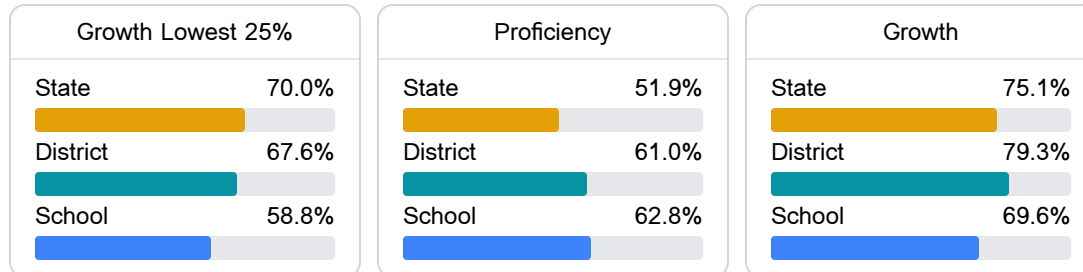 Growth Lowest 25%
State 70.0%
District 67.6%
School 58.8%
Proficiency
State 51.9%
District 61.0%
School 62.8%
Growth
State 75.1%
District 79.3%
School 69.6%